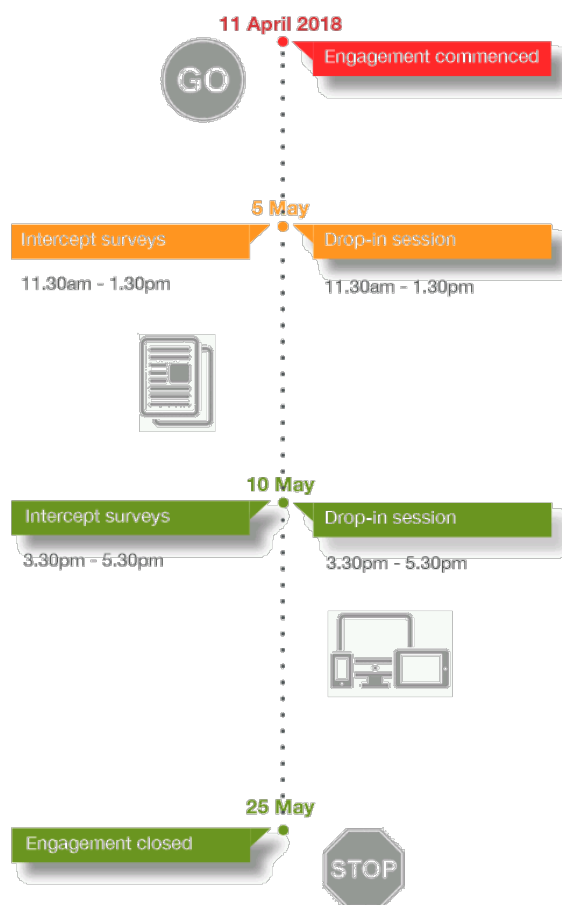 11 April 2018
GO
Engagement commenced
5 May
Intercept surveys
Drop-in session
11.30am - 1.30pm
11.30am - 1.30pm
10 May
Intercept surveys
Drop-in session
3.30pm - 5.30pm
3.30pm - 5.30pm
25 May
Engagement closed
STOP